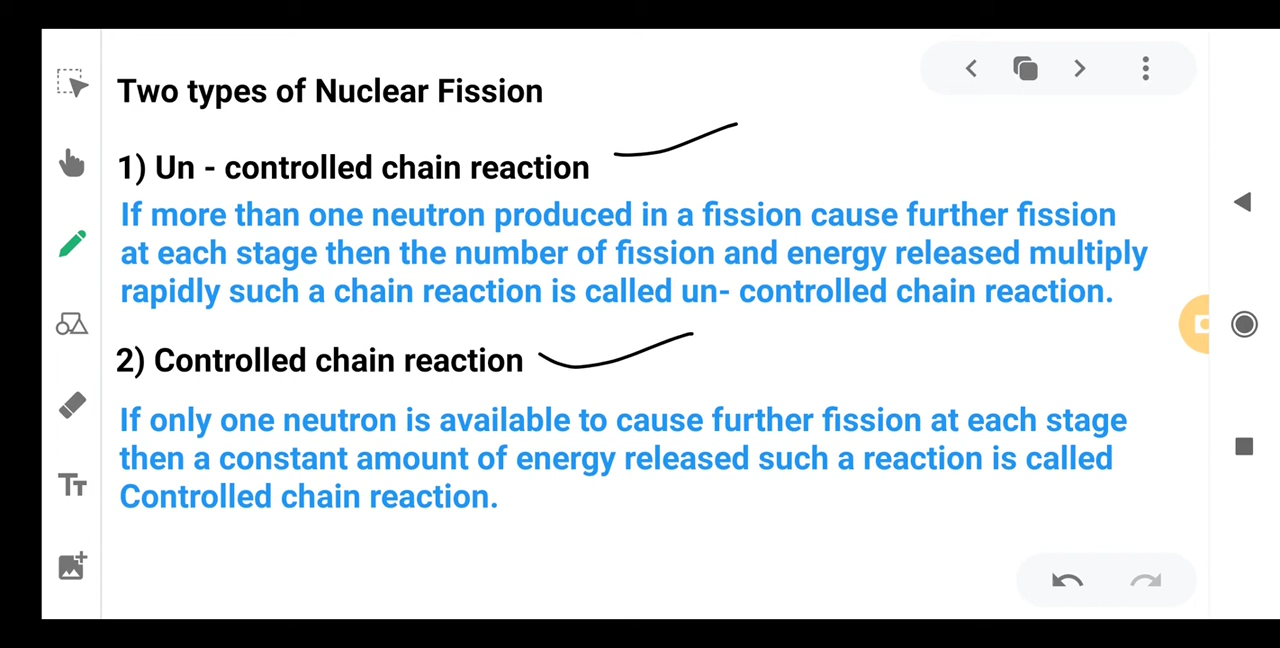 Two types of Nuclear Fission
1) Un - controlled chain reaction
If more than one neutron produced in a fission cause further fission
at each stage then the number of fission and energy released multiply
rapidly such a chain reaction is called un- controlled chain reaction.
2) Controlled chain reaction
If only one neutron is available to cause further fission at each stage
then a constant amount of energy released such a reaction is called
Controlled chain reaction.
TT